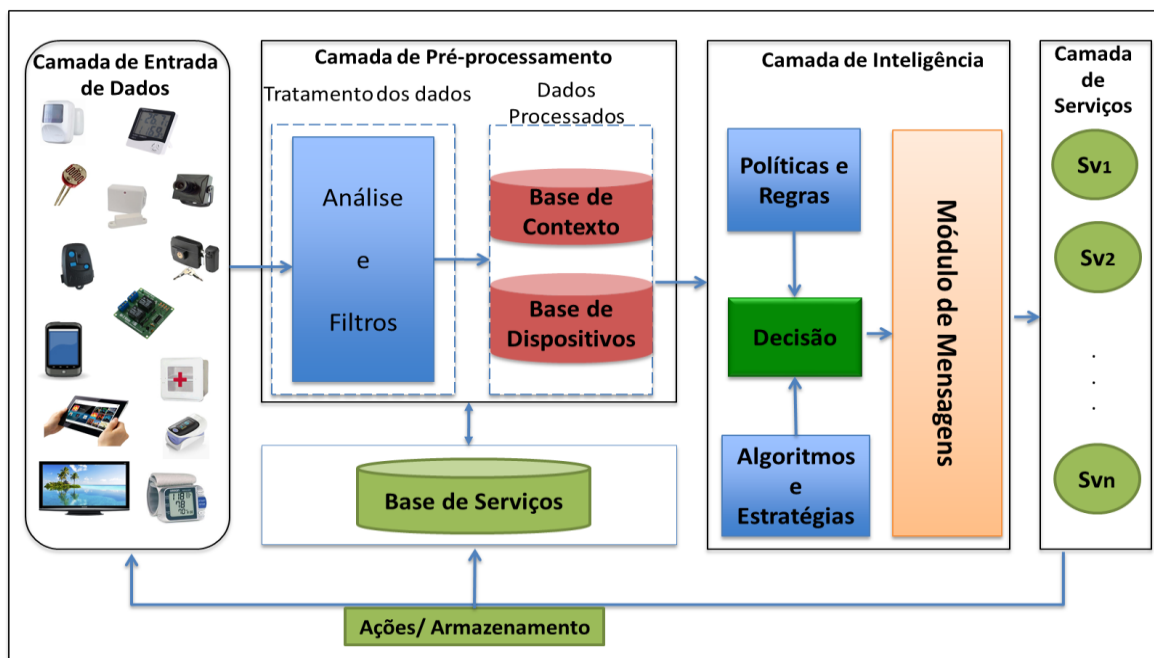 Camada de Entrada
de Dados
Camada de Pré-processamento
Tratamento dos dados
Dados
Processados
Análise
e
Filtros
Base de
Contexto
Base de
Dispositivos
Base de Serviços
Camada de Inteligência
Políticas e
Regras
Decisão
Algoritmos
e
Estratégias
Módulo de Mensagens
Camada
de
Serviços
Sv1
Sv2
.
.
.
Svn
Ações/ Armazenamento